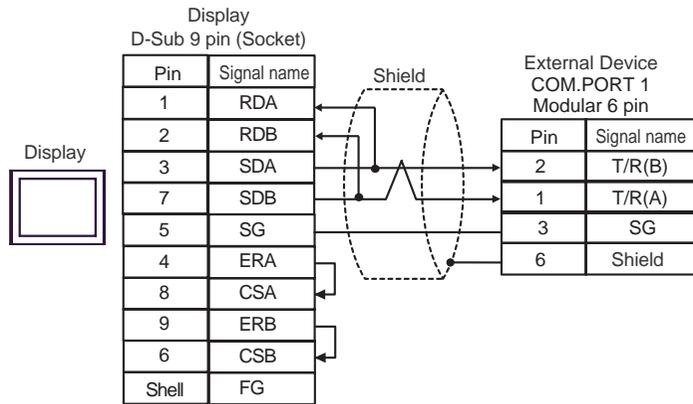 Display
D-Sub 9 pin (Socket)
Pin Signal name
1 RDA
2 RDB
3 SDA
7 SDB
5 SG
4 ERA
8 CSA
9 ERB
6 CSB
Shell FG
Display
Shield
External Device
COM.PORT 1
Modular 6 pin
Pin Signal name
2 T/R(B)
1 T/R(A)
3 SG
6 Shield